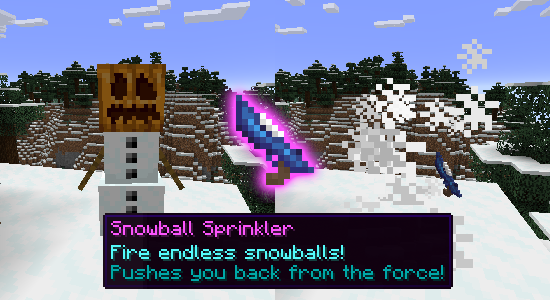 Snowball Sprinkler
Fire endless snowballs!
Pushes you back from the force!